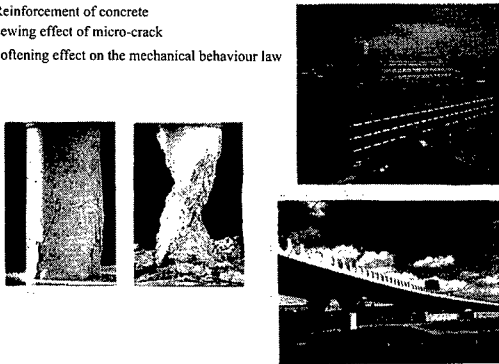 Reinforcement of concrete
ewing effect of micro-crack
oftening effect on the mechanical behaviour law